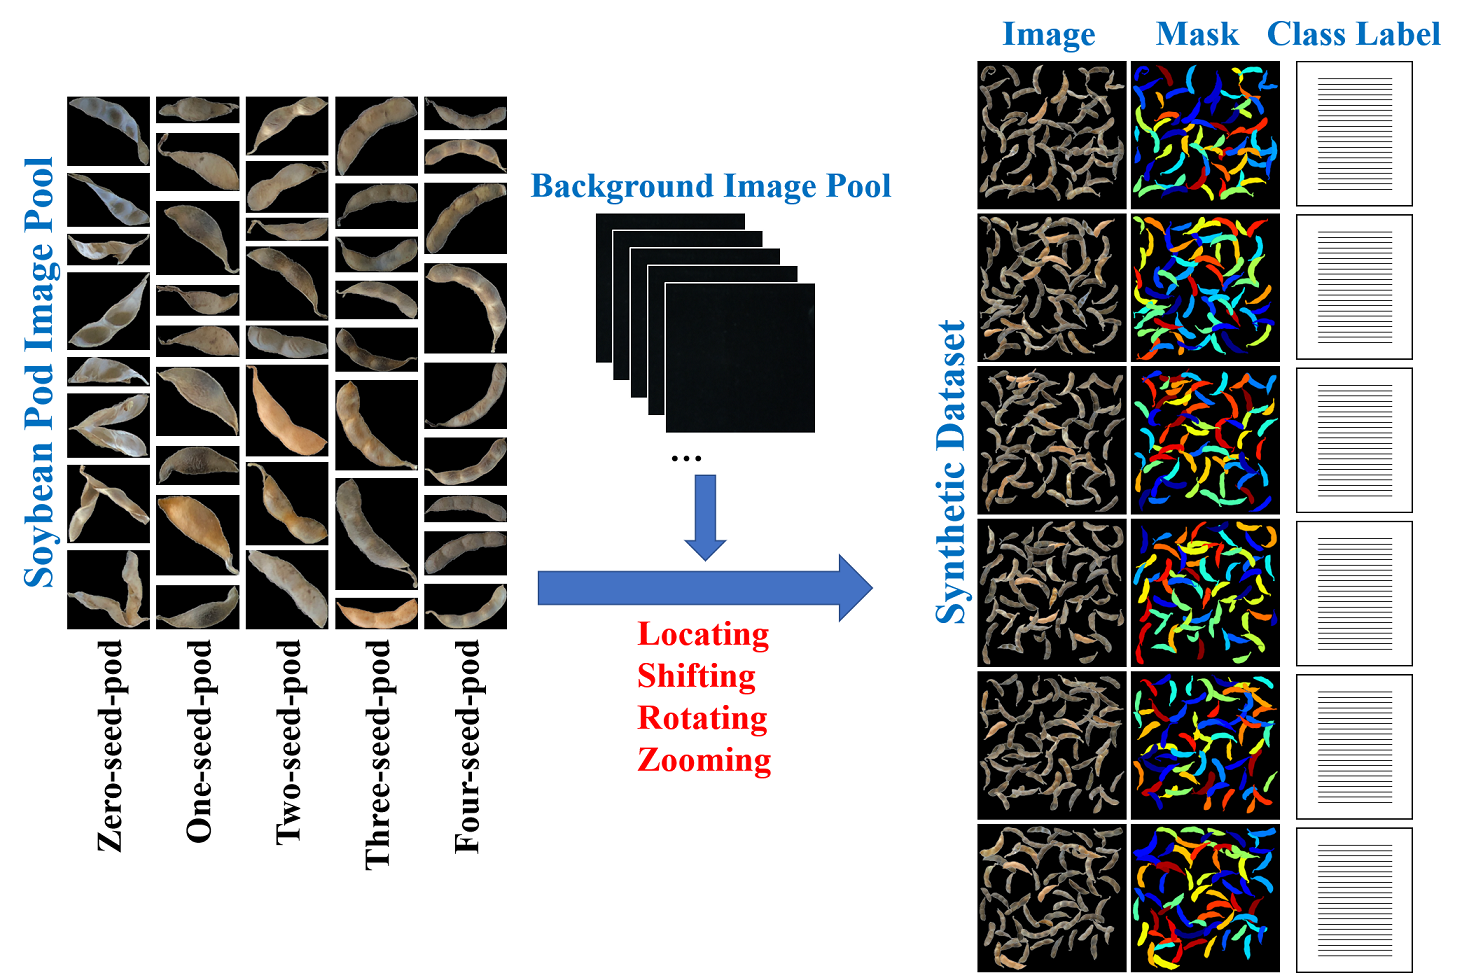 Soybean Pod Image Pool
Zero-seed-pod
One-seed-pod
Two-seed-pod
Three-seed-pod
Four-seed-pod
Background Image Pool
...
Locating
Shifting
Rotating
Zooming
Synthetic Dataset
Image
Mask
Class Label